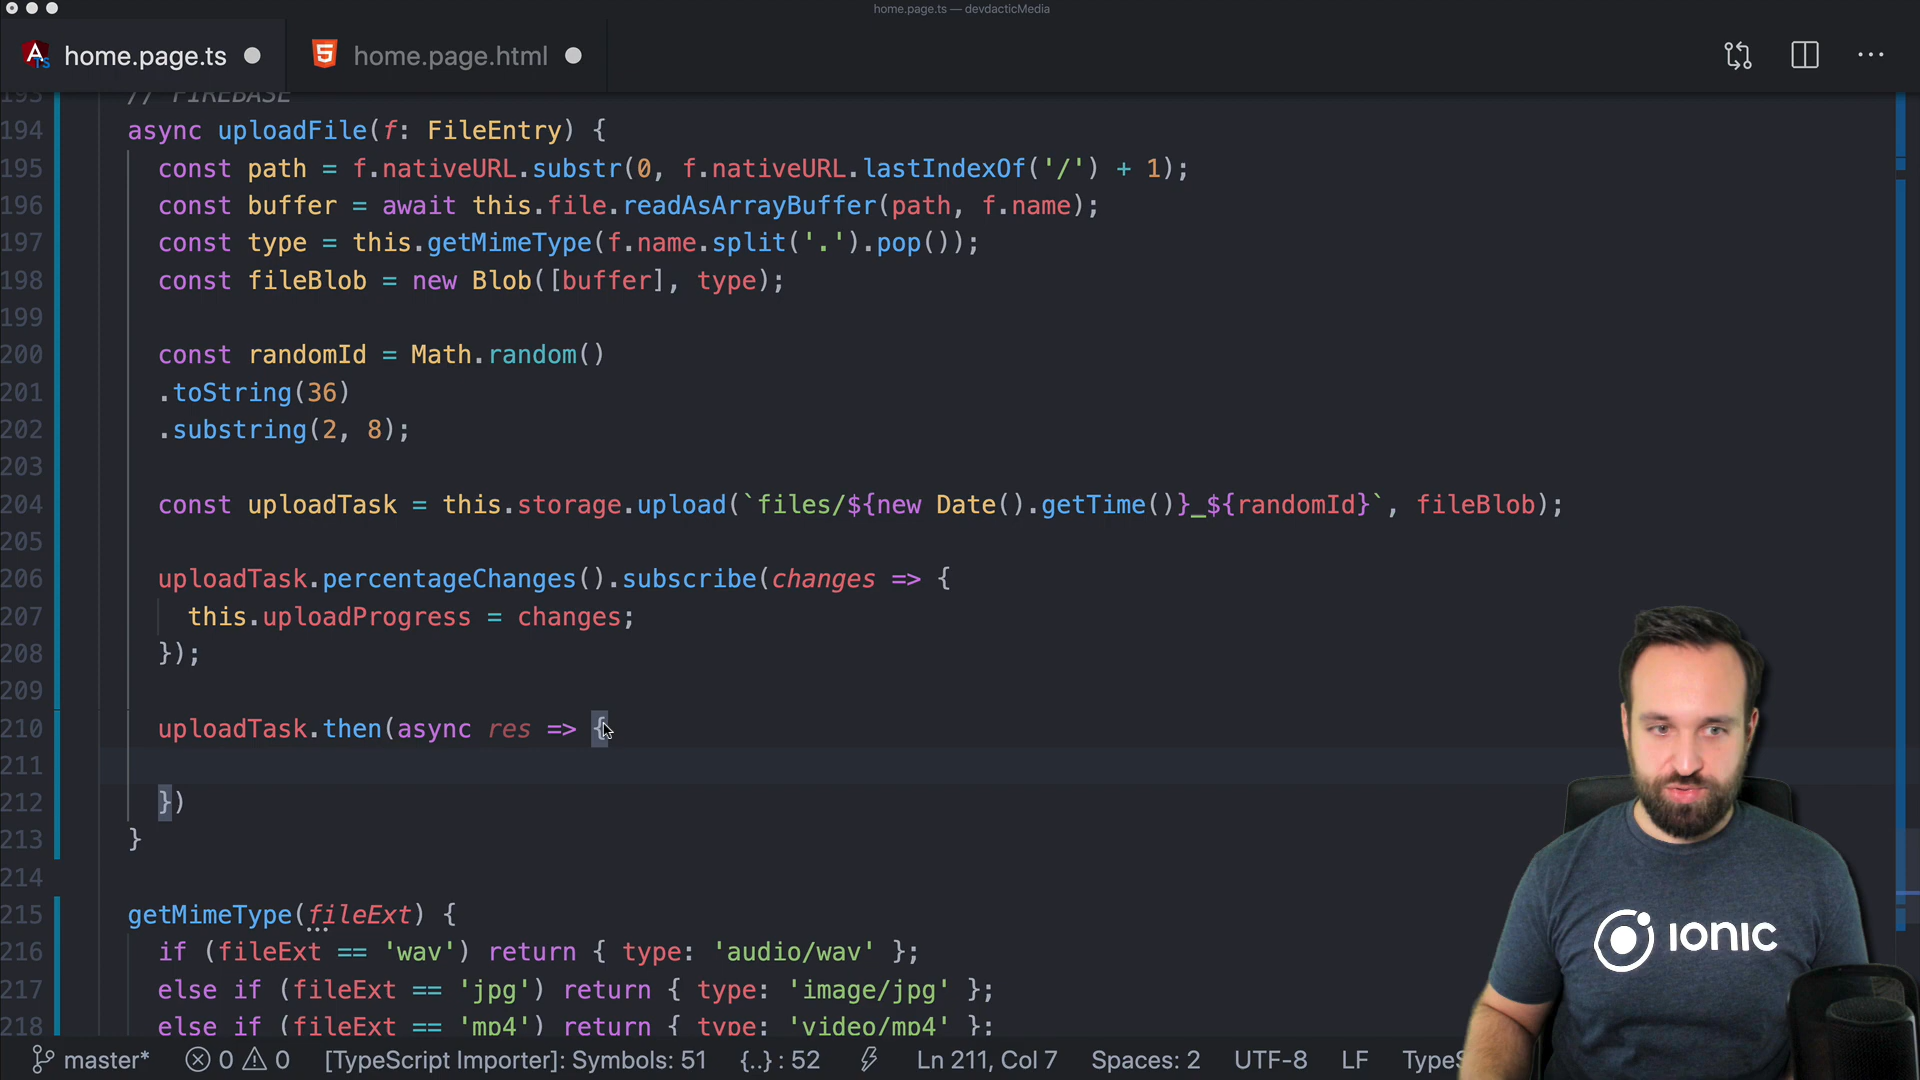 home.page.ts — devdacticMedia
home.page.ts
home.page.html
193 // FIREBASE
194 async uploadFile(f: FileEntry) {
195 const path = f.nativeURL.substr(0, f.nativeURL.lastIndexOf('/') + 1);
196 const buffer = await this.file.readAsArrayBuffer(path, f.name);
197 const type = this.getMimeType(f.name.split('.').pop());
198 const fileBlob = new Blob([buffer], type);
199
200 const randomId = Math.random()
201 .toString(36)
202 .substring(2, 8);
203
204 const uploadTask = this.storage.upload(`files/${new Date().getTime()}_${randomId}`, fileBlob);
205
206 uploadTask.percentageChanges().subscribe(changes => {
207 this.uploadProgress = changes;
208 });
209
210 uploadTask.then(async res => {
211
212 })
213 }
214
215 getMimeType(fileExt) {
216 if (fileExt == 'wav') return { type: 'audio/wav' };
217 else if (fileExt == 'jpg') return { type: 'image/jpg' };
218 else if (fileExt == 'mp4') return { type: 'video/mp4' };
ionic
master* 0 0 [TypeScript Importer]: Symbols: 51 {..} : 52 Ln 211, Col 7 Spaces: 2 UTF-8 LF